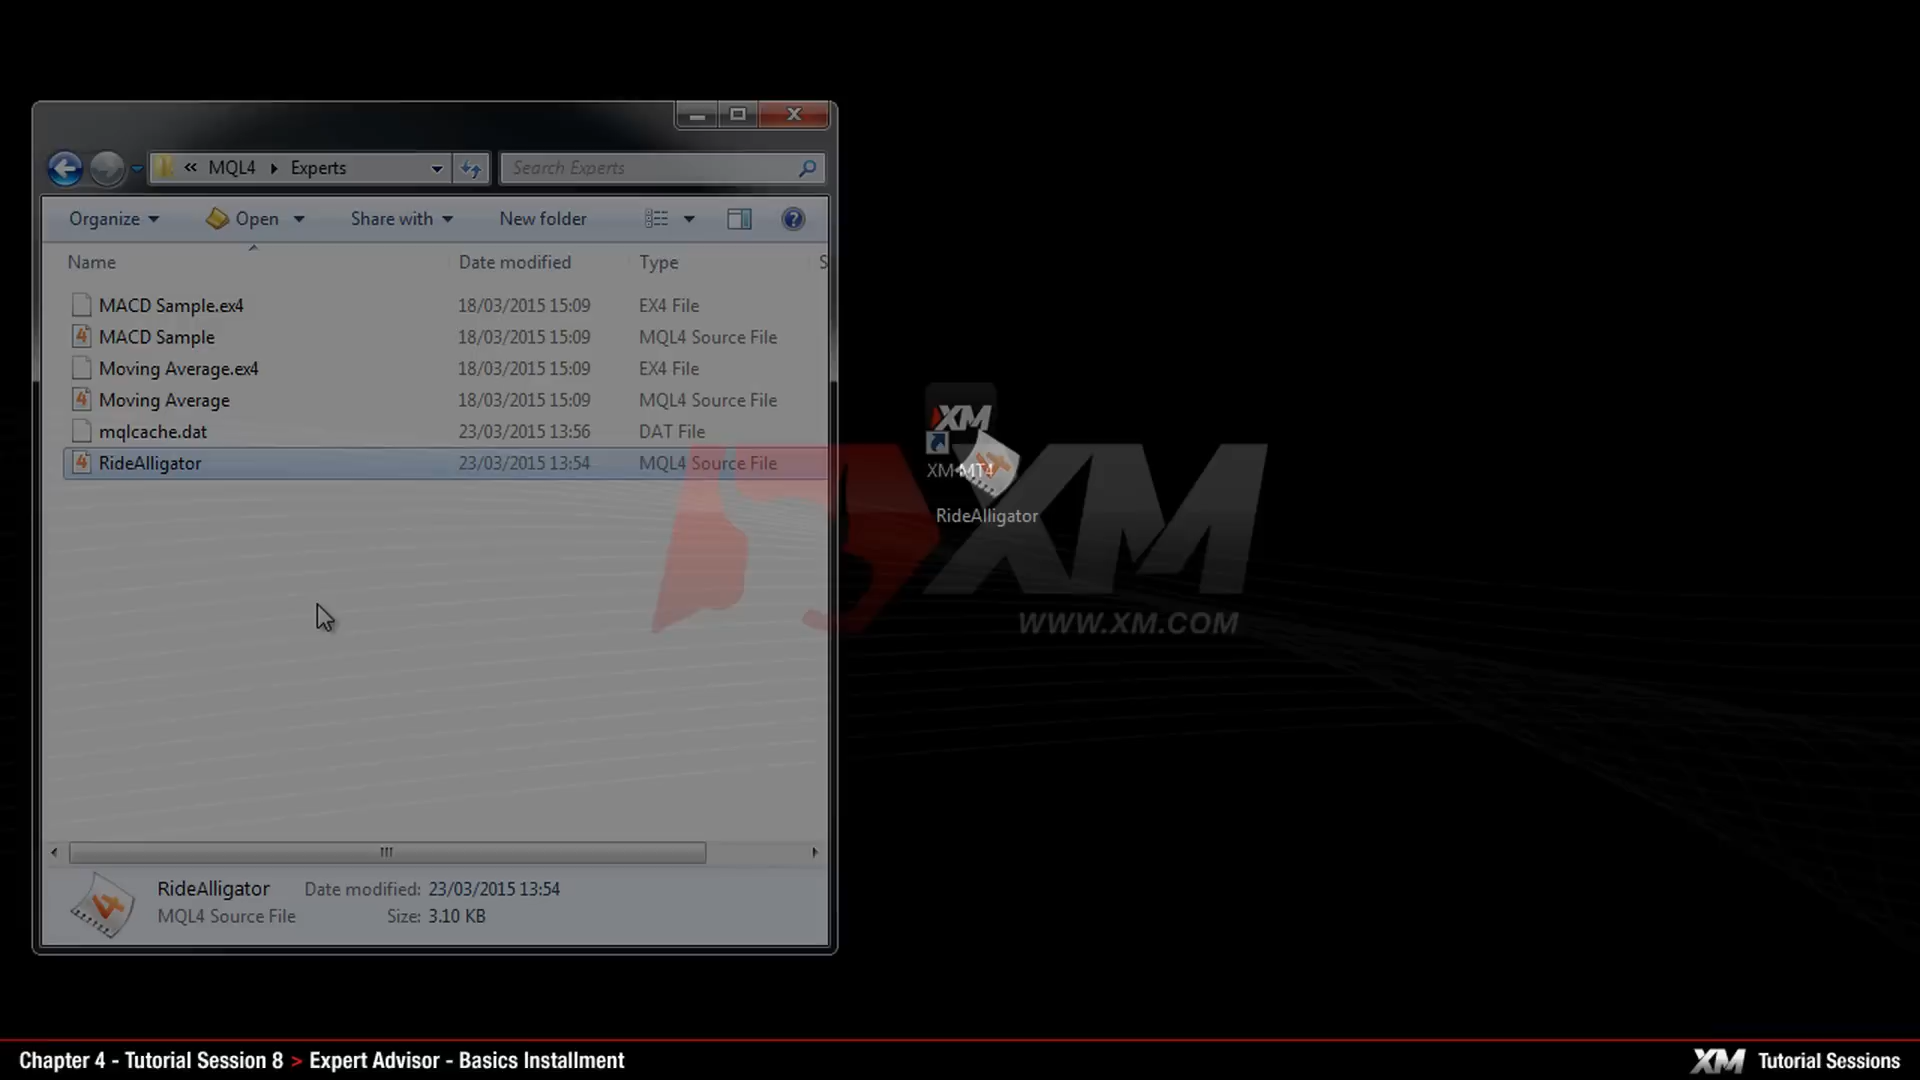 « MQL4 Experts
Search Experts
Organize Open Share with New folder
Name Date modified Type S
MACD Sample.ex4 18/03/2015 15:09 EX4 File
MACD Sample 18/03/2015 15:09 MQL4 Source File
Moving Average.ex4 18/03/2015 15:09 EX4 File
Moving Average 18/03/2015 15:09 MQL4 Source File
mqlcache.dat 23/03/2015 13:56 DAT File
RideAlligator 23/03/2015 13:54 MQL4 Source File
XM
XM MT4
RideAlligator
XM
WWW.XM.COM
RideAlligator Date modified: 23/03/2015 13:54
MQL4 Source File Size: 3.10 KB
Chapter 4 - Tutorial Session 8 > Expert Advisor - Basics Installment
XM Tutorial Sessions